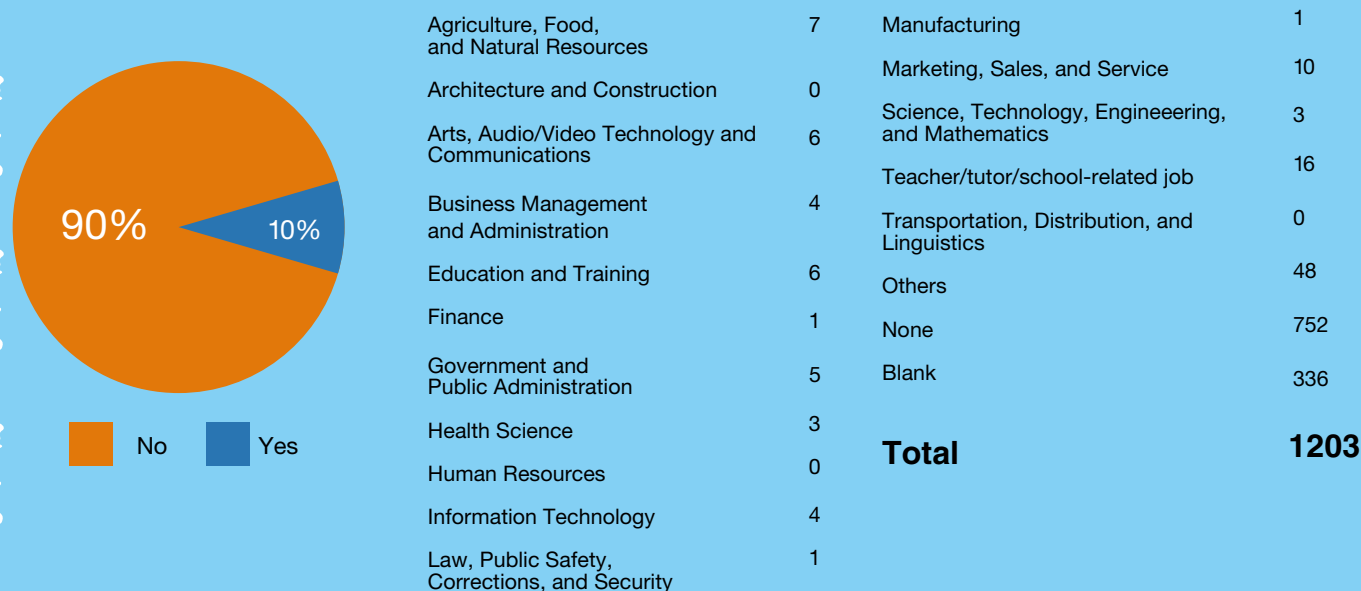 90%
10%
No
Yes
Agriculture, Food,
and Natural Resources
7
Architecture and Construction
0
Arts, Audio/Video Technology and
Communications
6
Business Management
and Administration
4
Education and Training
6
Finance
1
Government and
Public Administration
5
Health Science
3
Human Resources
0
Information Technology
4
Law, Public Safety,
Corrections, and Security
1
Manufacturing
1
Marketing, Sales, and Service
10
Science, Technology, Engineeering,
and Mathematics
3
Teacher/tutor/school-related job
16
Transportation, Distribution, and
Linguistics
0
Others
48
None
752
Blank
336
Total
1203